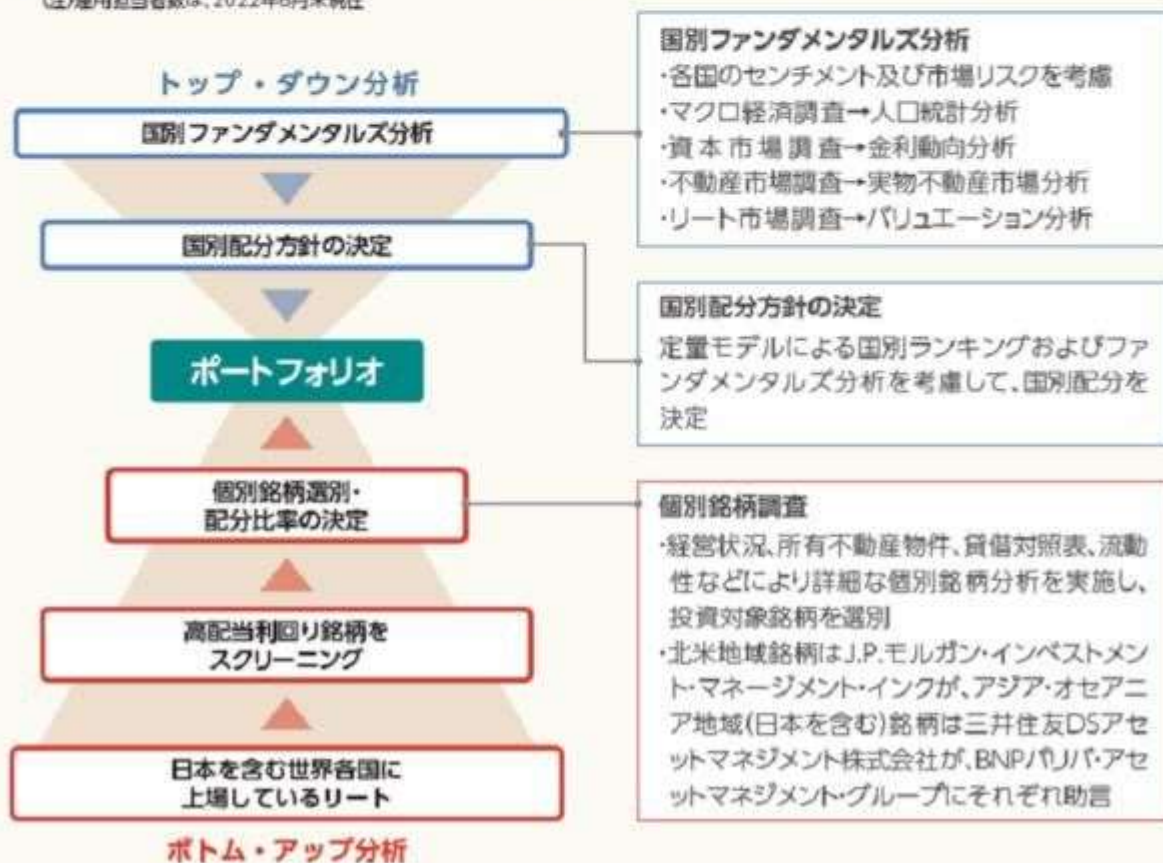 (注)運用担当者数は、2022年6月末現在
トップ・ダウン分析
国別ファンダメンタルズ分析
国別配分方針の決定
ポートフォリオ
個別銘柄選別・
配分比率の決定
高配当利回り銘柄を
スクリーニング
日本を含む世界各国に
上場しているリート
ボトム・アップ分析
国別ファンダメンタルズ分析
・各国のセンチメント及び市場リスクを考慮
・マクロ経済調査→人口統計分析
・資本市場調査→金利動向分析
・不動産市場調査→実物不動産市場分析
・リート市場調査→バリュエーション分析
国別配分方針の決定
定量モデルによる国別ランキングおよびファ
ンダメンタルズ分析を考慮して、国別配分を
決定
個別銘柄調査
・経営状況、所有不動産物件、貸借対照表、流動
性などにより詳細な個別銘柄分析を実施し、
投資対象銘柄を選別
・北米地域銘柄はJ.P.モルガン・インベストメン
ト・マネージメント・インクが、アジア・オセアニ
ア地域(日本を含む)銘柄は三井住友DSアセ
ットマネジメント株式会社が、BNPパリバ・アセ
ットマネジメント・グループにそれぞれ助言